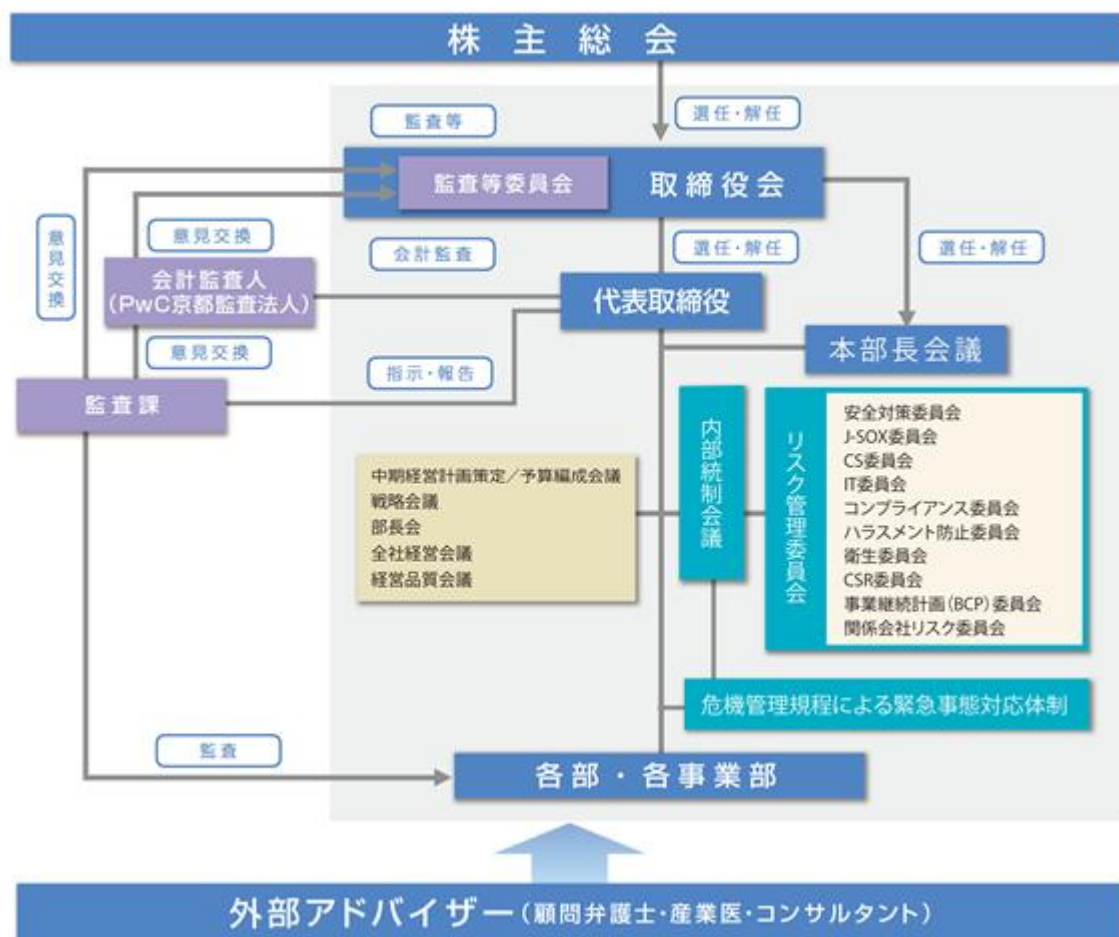 株主総会
監査等
選任・解任
監査等委員会
取締役会
意見交換
意見交換
会計監査
選任・解任
選任・解任
会計監査人
(PwC京都監査法人)
代表取締役
意見交換
本部長会議
指示・報告
監査課
内部統制会議
リスク管理委員会
安全対策委員会
J-SOX委員会
CS委員会
IT委員会
コンプライアンス委員会
ハラスメント防止委員会
衛生委員会
CSR委員会
事業継続計画(BCP)委員会
関係会社リスク委員会
中期経営計画策定/予算編成会議
戦略会議
部長会
全社経営会議
経営品質会議
危機管理規程による緊急事態対応体制
監査
各部・各事業部
外部アドバイザー(顧問弁護士・産業医・コンサルタント)